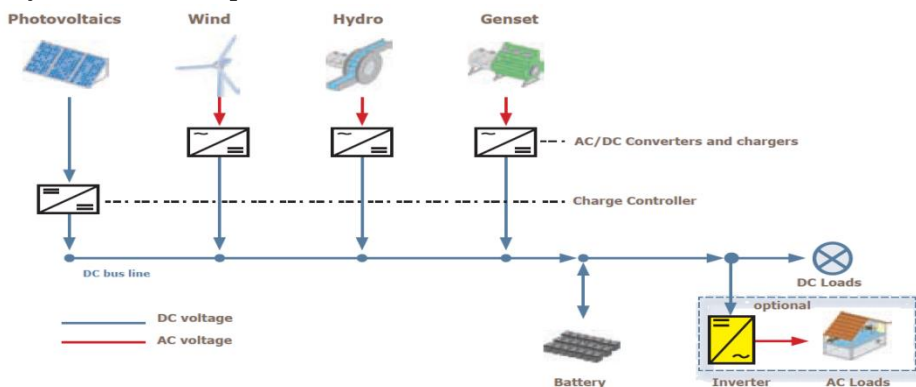 Photovoltaics Wind Hydro Genset
AC/DC Converters and chargers
Charge Controller
DC bus line
DC Loads
DC voltage
optional
AC voltage
Battery Inverter AC Loads